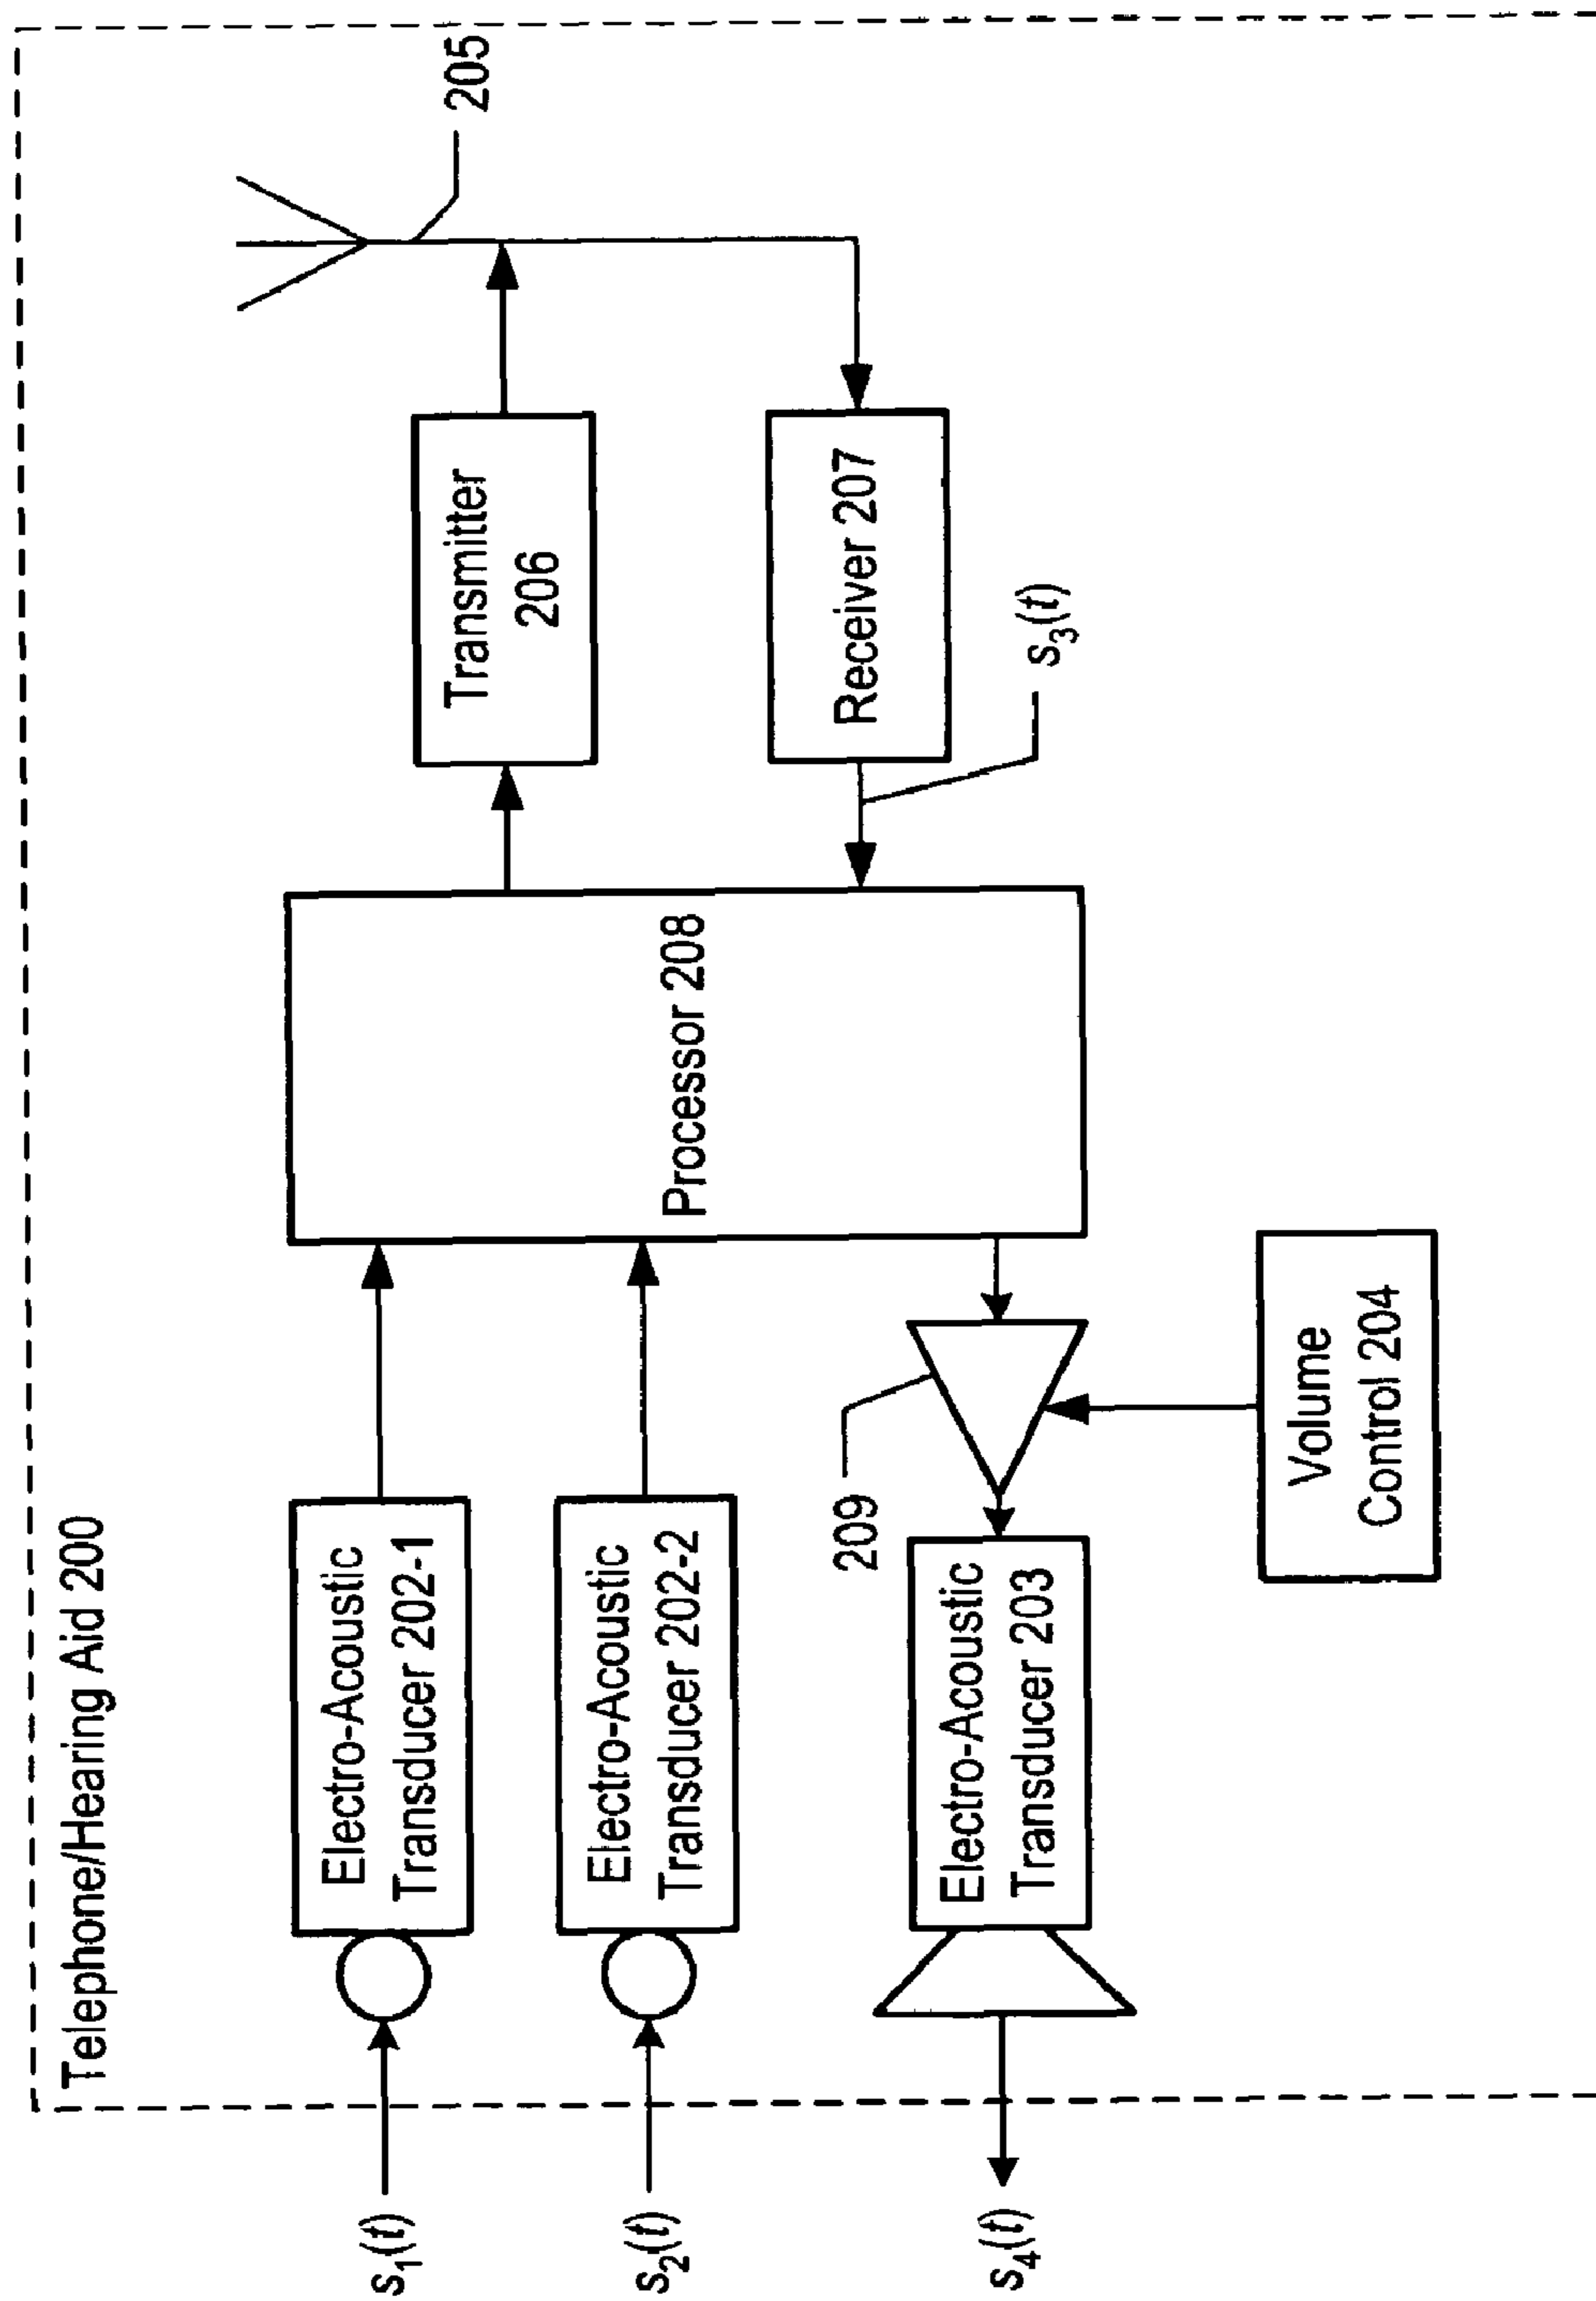 Telephone/Hearing Aid 200
s₁(t)
Electro-Acoustic
Transducer 202-1
s₂(t)
Electro-Acoustic
Transducer 202-2
s₄(t)
Electro-Acoustic
Transducer 203
209
Volume
Control 204
Processor 208
Transmitter
206
Receiver 207
s₃(t)
205